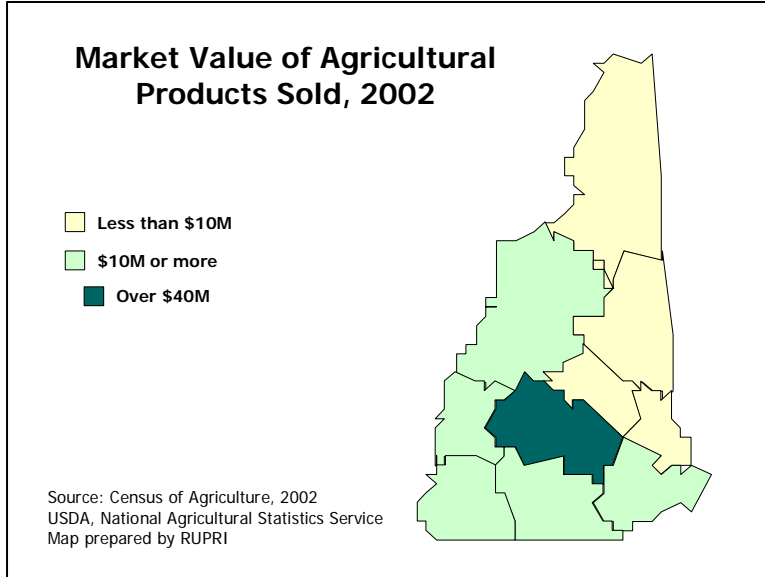 Market Value of Agricultural
Products Sold, 2002
Less than $10M
$10M or more
Over $40M
Source: Census of Agriculture, 2002
USDA, National Agricultural Statistics Service
Map prepared by RUPRI